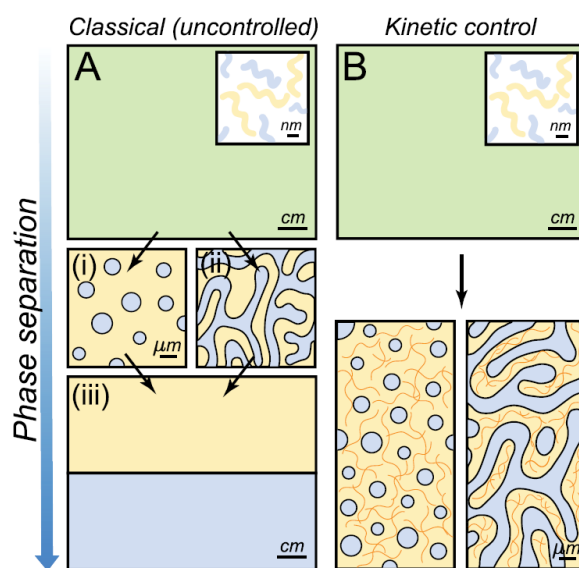 Classical (uncontrolled)
Kinetic control
Phase separation
A
nm
cm
B
nm
cm
(i)
μm
(ii)
(iii)
cm
μm